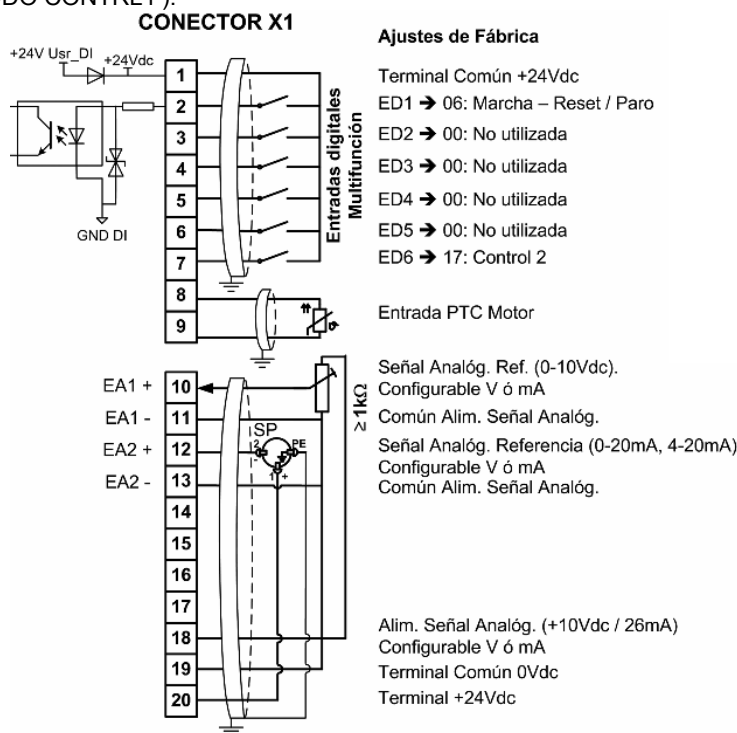 CONECTOR X1
Ajustes de Fábrica
+24V Usr_DI
+24Vdc
1
Terminal Común +24Vdc
2
ED1 ➔ 06: Marcha – Reset / Paro
3
ED2 ➔ 00: No utilizada
4
ED3 ➔ 00: No utilizada
5
ED4 ➔ 00: No utilizada
6
ED5 ➔ 00: No utilizada
7
ED6 ➔ 17: Control 2
Entradas digitales
Multifunción
GND DI
8
9
Entrada PTC Motor
Señal Analóg. Ref. (0-10Vdc).
EA1 + 10
Configurable V ó mA
EA1 - 11
Común Alim. Señal Analóg.
≥ 1kΩ
SP
2
PE
-
1
+
EA2 + 12
Señal Analóg. Referencia (0-20mA, 4-20mA)
Configurable V ó mA
EA2 - 13
Común Alim. Señal Analóg.
14
15
16
17
18
Alim. Señal Analóg. (+10Vdc / 26mA)
Configurable V ó mA
19
Terminal Común 0Vdc
20
Terminal +24Vdc